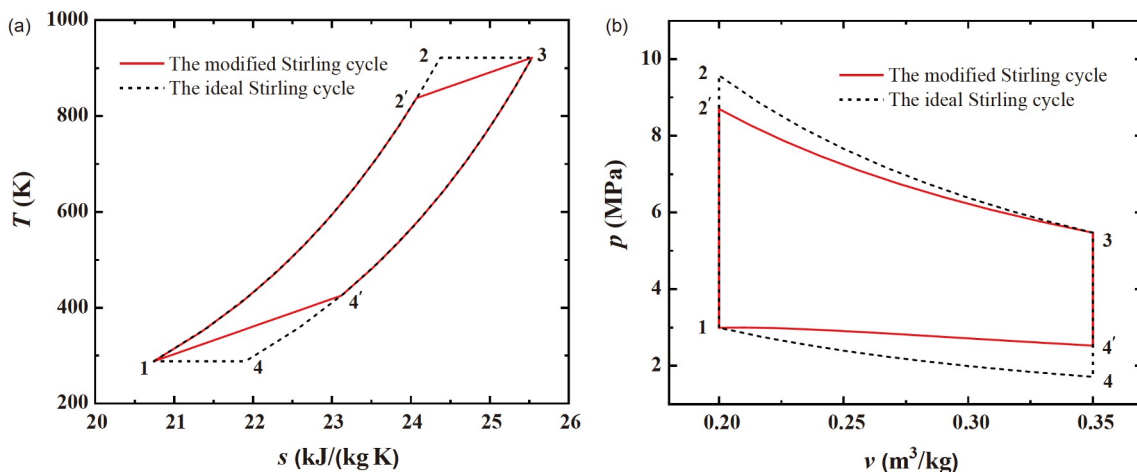 (a)
1000
800
600
400
200
T (K)
The modified Stirling cycle
The ideal Stirling cycle
2
3
2′
4′
1
4
20 21 22 23 24 25 26
s (kJ/(kg K)
(b)
10
8
6
4
2
p (MPa)
The modified Stirling cycle
The ideal Stirling cycle
2
2′
3
1
4′
4
0.20 0.25 0.30 0.35
v (m³/kg)